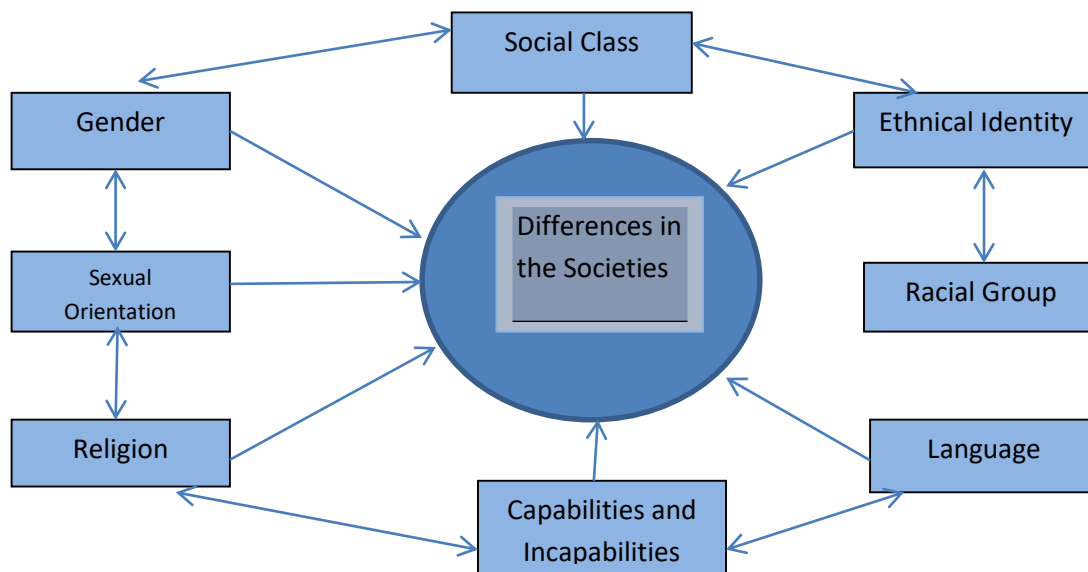 Social Class
Gender
Ethnical Identity
Differences in
the Societies
Sexual
Orientation
Racial Group
Religion
Language
Capabilities and
Incapabilities